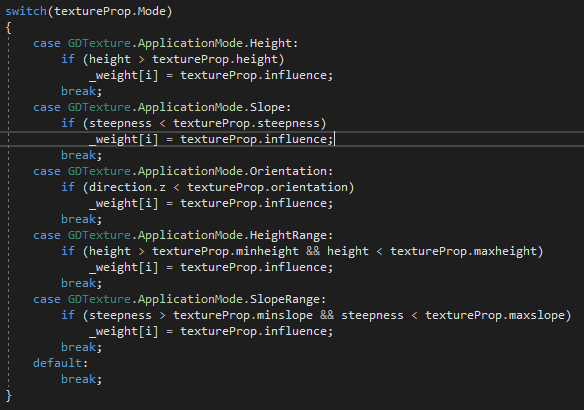 switch(textureProp.Mode)
{
    case GDTexture.ApplicationMode.Height:
        if (height > textureProp.height)
            _weight[i] = textureProp.influence;
        break;
    case GDTexture.ApplicationMode.Slope:
        if (steepness < textureProp.steepness)
            _weight[i] = textureProp.influence;
        break;
    case GDTexture.ApplicationMode.Orientation:
        if (direction.z < textureProp.orientation)
            _weight[i] = textureProp.influence;
        break;
    case GDTexture.ApplicationMode.HeightRange:
        if (height > textureProp.minheight && height < textureProp.maxheight)
            _weight[i] = textureProp.influence;
        break;
    case GDTexture.ApplicationMode.SlopeRange:
        if (steepness > textureProp.minslope && steepness < textureProp.maxslope)
            _weight[i] = textureProp.influence;
        break;
    default:
        break;
}